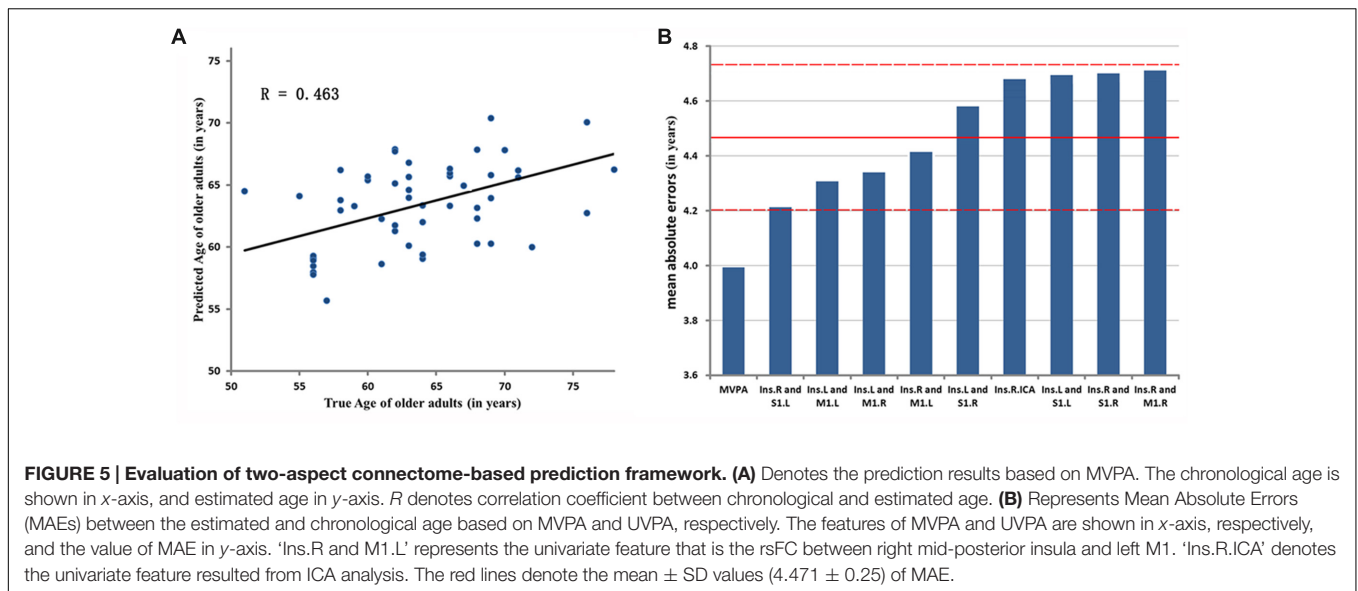 A
R = 0.463
75
70
65
60
55
50
50 55 60 65 70 75
Predicted Age of older adults (in years)
True Age of older adults (in years)
B
4.8
4.6
4.4
4.2
4.0
3.8
3.6
mean absolute errors (in years)
MVPA Ins.R and Ins.L and Ins.L and Ins.R and Ins.L and Ins.R.ICA Ins.L and Ins.R and Ins.R and
S1.L M1.L M1.R M1.L S1.R S1.L S1.R M1.R
FIGURE 5 | Evaluation of two-aspect connectome-based prediction framework. (A) Denotes the prediction results based on MVPA. The chronological age is
shown in x-axis, and estimated age in y-axis. R denotes correlation coefficient between chronological and estimated age. (B) Represents Mean Absolute Errors
(MAEs) between the estimated and chronological age based on MVPA and UVPA, respectively. The features of MVPA and UVPA are shown in x-axis, respectively,
and the value of MAE in y-axis. ‘Ins.R and M1.L’ represents the univariate feature that is the rsFC between right mid-posterior insula and left M1. ‘Ins.R.ICA’ denotes
the univariate feature resulted from ICA analysis. The red lines denote the mean ± SD values (4.471 ± 0.25) of MAE.